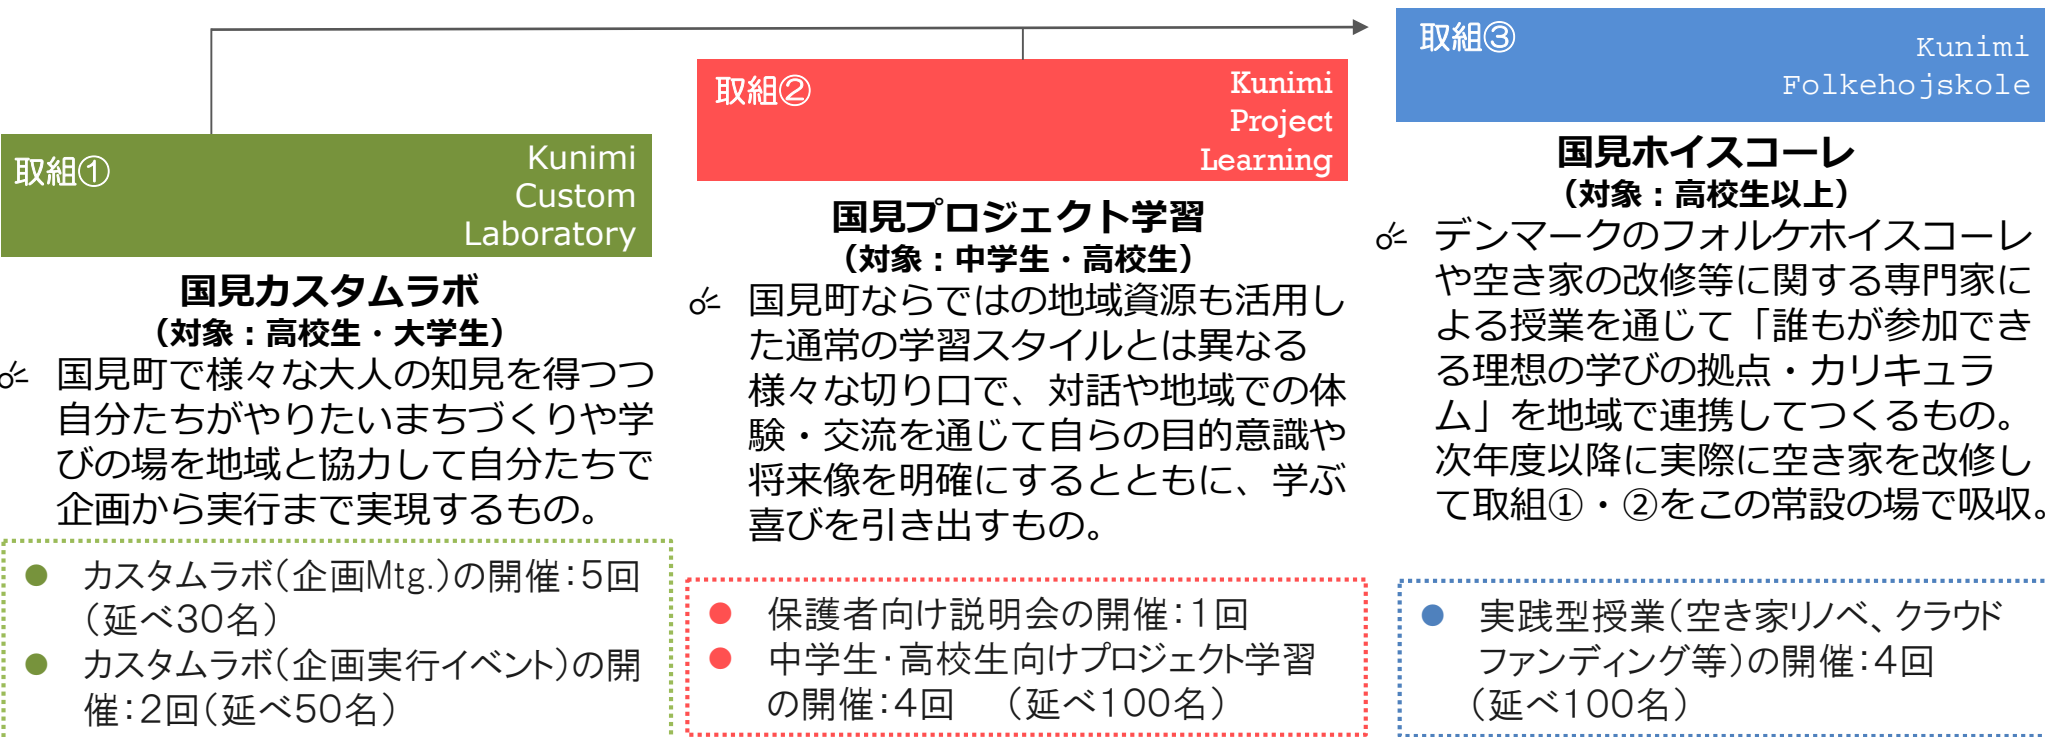 取組①
Kunimi
Custom
Laboratory
国見カスタムラボ
（対象：高校生・大学生）
国見町で様々な大人の知見を得つつ
自分たちがやりたいまちづくりや学
びの場を地域と協力して自分たちで
企画から実行まで実現するもの。
● カスタムラボ（企画Mtg.）の開催：5回
（延べ30名）
● カスタムラボ（企画実行イベント）の開
催：2回（延べ50名）
取組②
Kunimi
Project
Learning
国見プロジェクト学習
（対象：中学生・高校生）
国見町ならではの地域資源も活用し
た通常の学習スタイルとは異なる
様々な切り口で、対話や地域での体
験・交流を通じて自らの目的意識や
将来像を明確にするとともに、学ぶ
喜びを引き出すもの。
● 保護者向け説明会の開催：1回
● 中学生・高校生向けプロジェクト学習
の開催：4回　（延べ100名）
取組③
Kunimi
Folkehojskole
国見ホイスコーレ
（対象：高校生以上）
デンマークのフォルケホイスコーレ
や空き家の改修等に関する専門家に
よる授業を通じて「誰もが参加でき
る理想の学びの拠点・カリキュラ
ム」を地域で連携してつくるもの。
次年度以降に実際に空き家を改修し
て取組①・②をこの常設の場で吸収。
● 実践型授業（空き家リノベ、クラウド
ファンディング等）の開催：4回
（延べ100名）